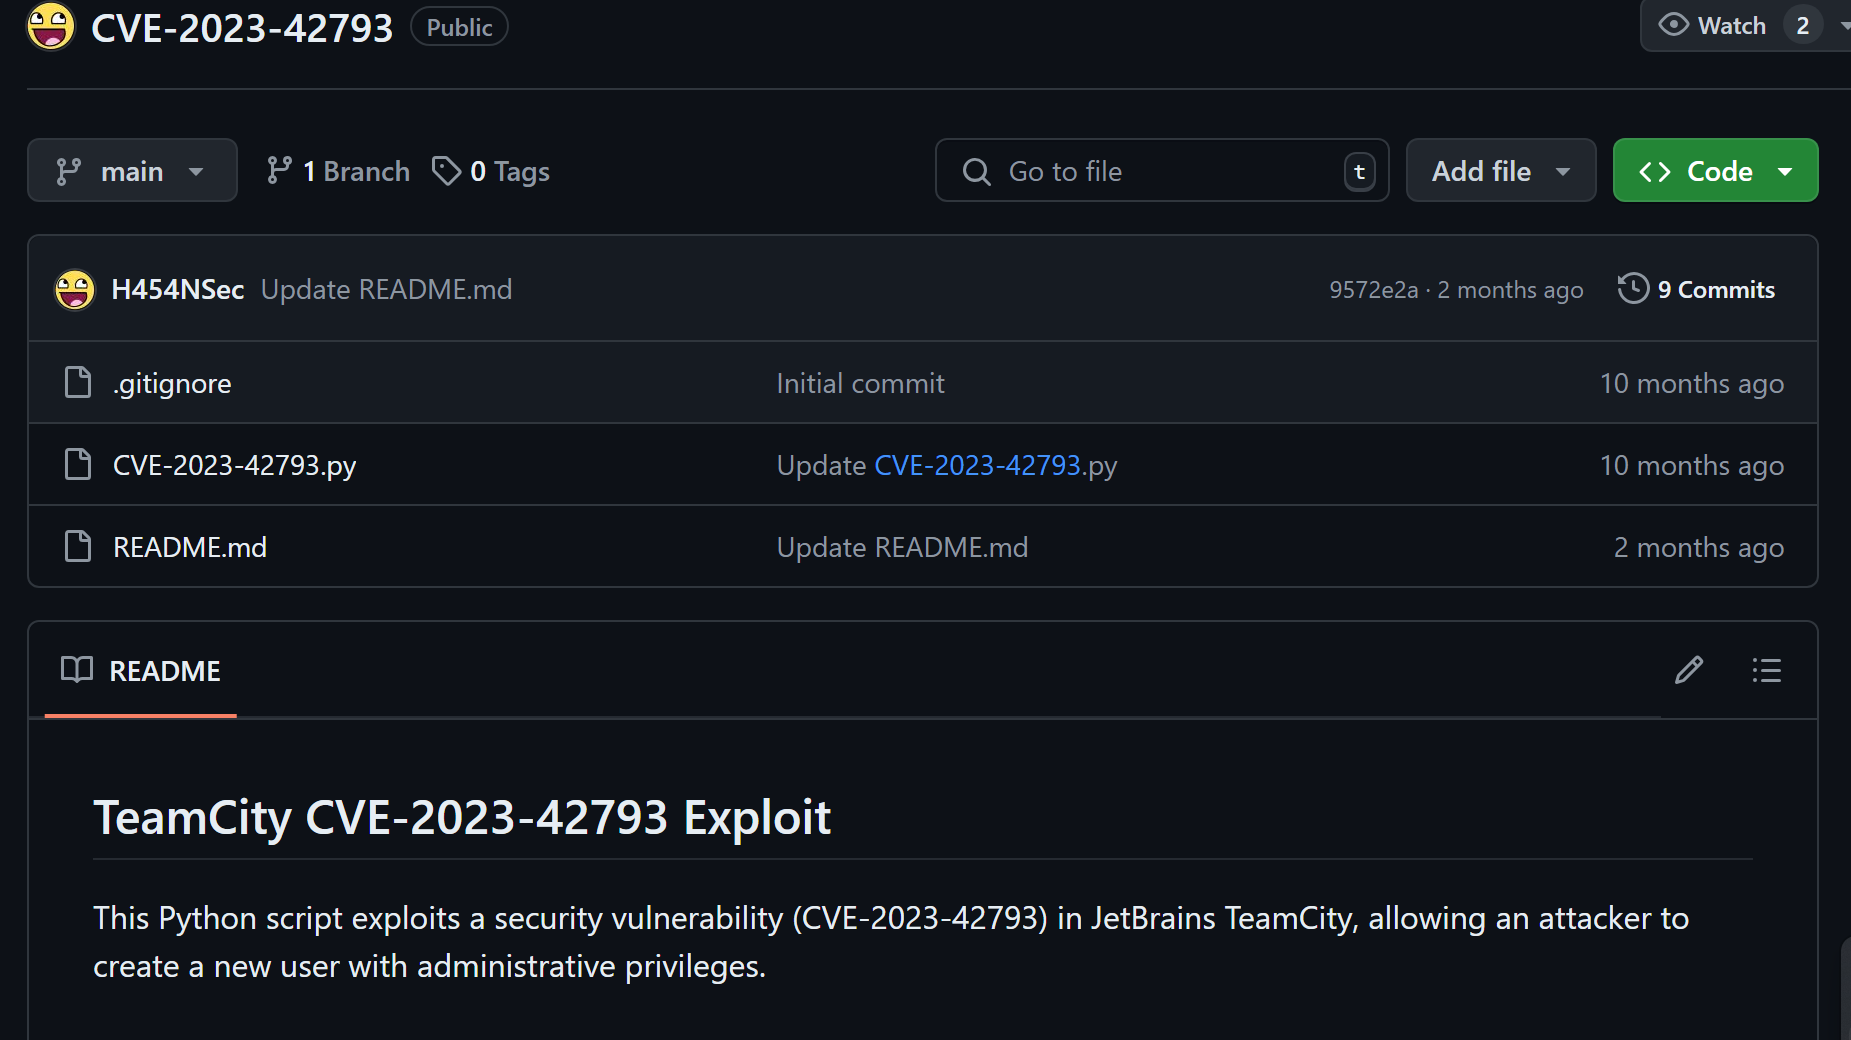 CVE-2023-42793 Public Watch 2
main 1 Branch 0 Tags Go to file t Add file Code
H454NSec Update README.md 9572e2a · 2 months ago 9 Commits
.gitignore Initial commit 10 months ago
CVE-2023-42793.py Update CVE-2023-42793.py 10 months ago
README.md Update README.md 2 months ago
README
TeamCity CVE-2023-42793 Exploit
This Python script exploits a security vulnerability (CVE-2023-42793) in JetBrains TeamCity, allowing an attacker to
create a new user with administrative privileges.